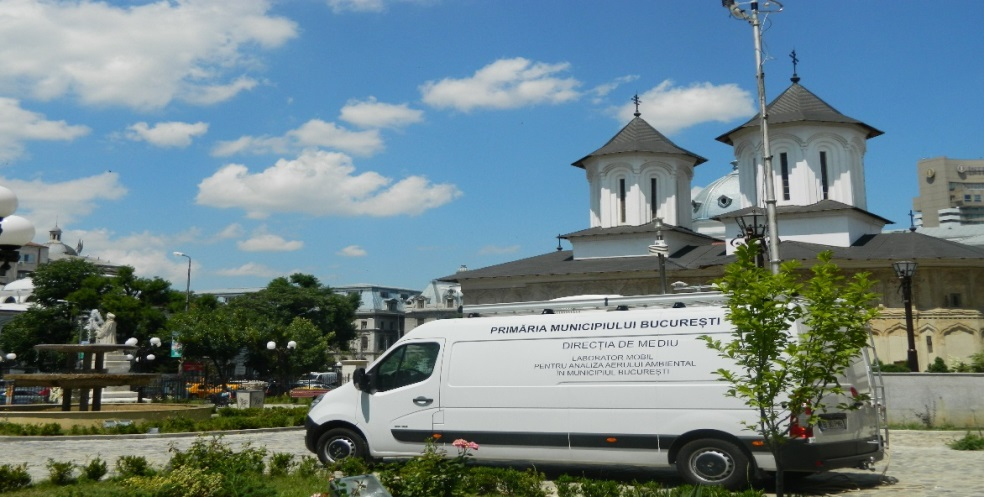 PRIMĂRIA MUNICIPIULUI BUCUREȘTI
DIRECȚIA DE MEDIU
LABORATOR MOBIL
PENTRU ANALIZA AERULUI AMBIENTAL
ÎN MUNICIPIUL BUCUREȘTI